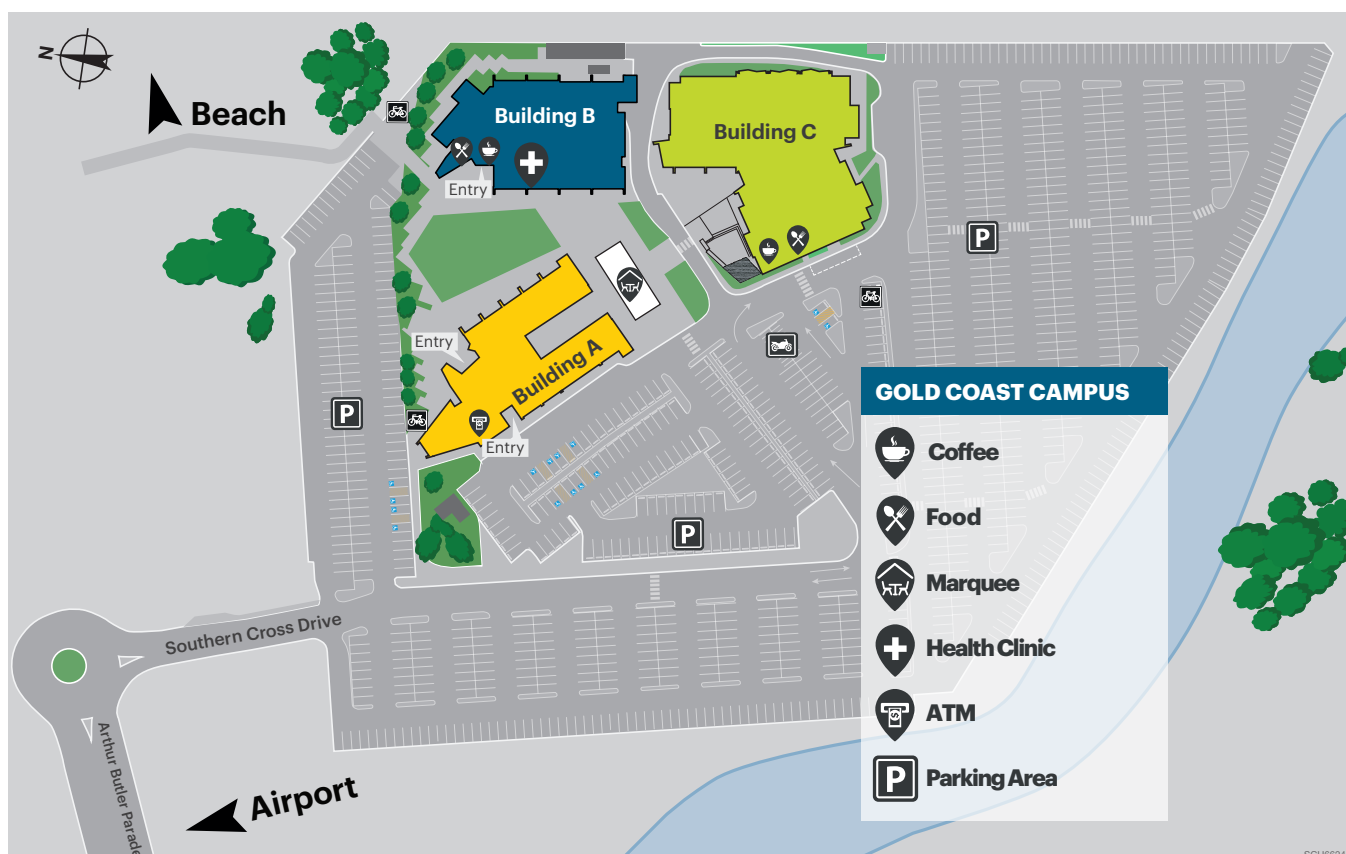 N
Beach
Building B
Building C
Entry
P
Entry
Building A
P
Entry
P
GOLD COAST CAMPUS
Coffee
Food
Marquee
Health Clinic
ATM
P
Parking Area
Southern Cross Drive
Arthur Butler Parade
Airport